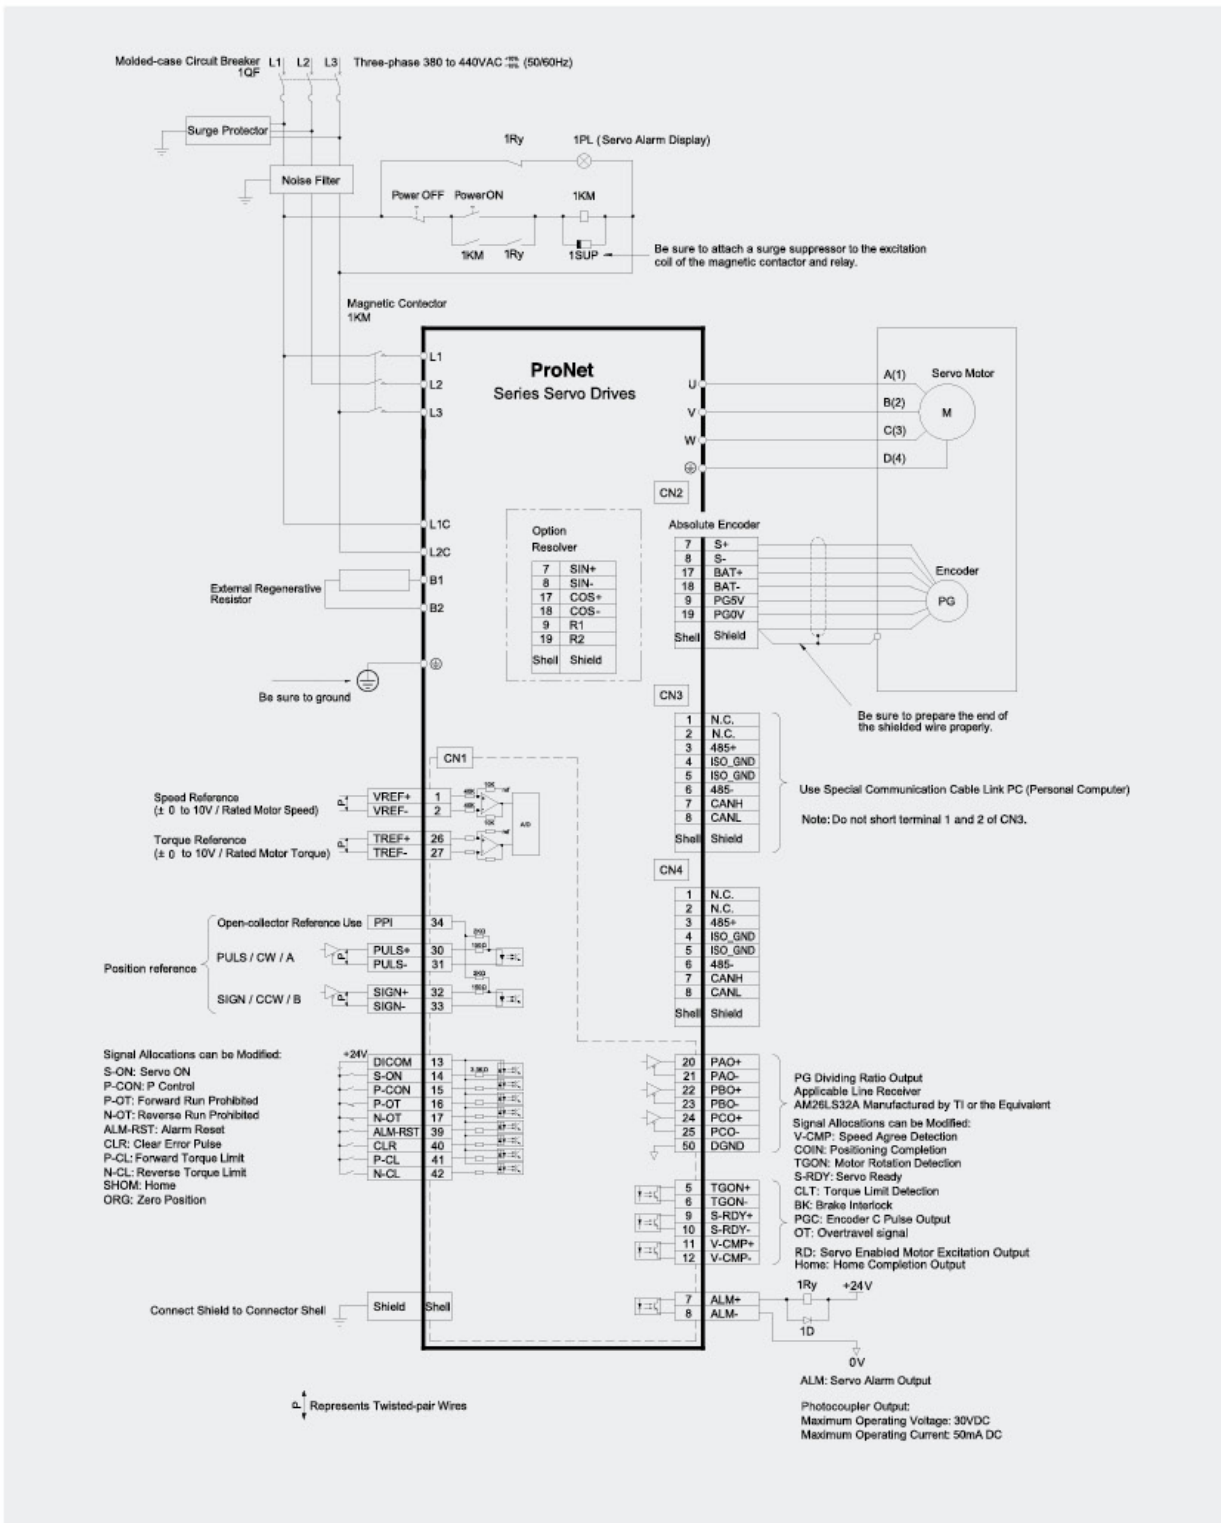 Molded-case Circuit Breaker L1 L2 L3 Three-phase 380 to 440VAC (50/60Hz)
1QF
Surge Protector
1Ry 1PL (Servo Alarm Display)
Noise Filter
Power OFF PowerON 1KM
1KM 1Ry 1SUP
Be sure to attach a surge suppressor to the excitation
coil of the magnetic contactor and relay.
Magnetic Contector
1KM
ProNet
Series Servo Drives
L1
L2
L3
L1C
L2C
B1
B2
External Regenerative
Resistor
Be sure to ground
U
V
W
A(1)
B(2)
C(3)
D(4)
Servo Motor
M
CN2
Option
Resolver
7 SIN+
8 SIN-
17 COS+
18 COS-
9 R1
19 R2
Shell Shield
Absolute Encoder
7 S+
8 S-
17 BAT+
18 BAT-
9 PG5V
19 PG0V
Shell Shield
Encoder
PG
Be sure to prepare the end of
the shielded wire properly.
CN3
1 N.C.
2 N.C.
3 485+
4 ISO_GND
5 ISO_GND
6 485-
7 CANH
8 CANL
Shell Shield
Use Special Communication Cable Link PC (Personal Computer)
Note: Do not short terminal 1 and 2 of CN3.
CN4
1 N.C.
2 N.C.
3 485+
4 ISO_GND
5 ISO_GND
6 485-
7 CANH
8 CANL
Shell Shield
CN1
Speed Reference
(± 0 to 10V / Rated Motor Speed)
P
VREF+ 1
VREF- 2
Torque Reference
(± 0 to 10V / Rated Motor Torque)
P
TREF+ 26
TREF- 27
10K
40K
40K
10K
A/D
Position reference
Open-collector Reference Use PPI 34
PULS / CW / A
P
PULS+ 30
PULS- 31
SIGN / CCW / B
P
SIGN+ 32
SIGN- 33
2KΩ
150Ω
2KΩ
150Ω
Signal Allocations can be Modified:
S-ON: Servo ON
P-CON: P Control
P-OT: Forward Run Prohibited
N-OT: Reverse Run Prohibited
ALM-RST: Alarm Reset
CLR: Clear Error Pulse
P-CL: Forward Torque Limit
N-CL: Reverse Torque Limit
SHOM: Home
ORG: Zero Position
+24V
DICOM 13
S-ON 14
P-CON 15
P-OT 16
N-OT 17
ALM-RST 39
CLR 40
P-CL 41
N-CL 42
3.3KΩ
20 PAO+
21 PAO-
22 PBO+
23 PBO-
24 PCO+
25 PCO-
50 DGND
PG Dividing Ratio Output
Applicable Line Receiver
AM26LS32A Manufactured by TI or the Equivalent
Signal Allocations can be Modified:
V-CMP: Speed Agree Detection
COIN: Positioning Completion
TGON: Motor Rotation Detection
S-RDY: Servo Ready
CLT: Torque Limit Detection
BK: Brake Interlock
PGC: Encoder C Pulse Output
OT: Overtravel signal
RD: Servo Enabled Motor Excitation Output
Home: Home Completion Output
5 TGON+
6 TGON-
9 S-RDY+
10 S-RDY-
11 V-CMP+
12 V-CMP-
7 ALM+
8 ALM-
1Ry +24V
1D
0V
ALM: Servo Alarm Output
Photocoupler Output:
Maximum Operating Voltage: 30VDC
Maximum Operating Current: 50mA DC
Connect Shield to Connector Shell
Shield Shell
P Represents Twisted-pair Wires